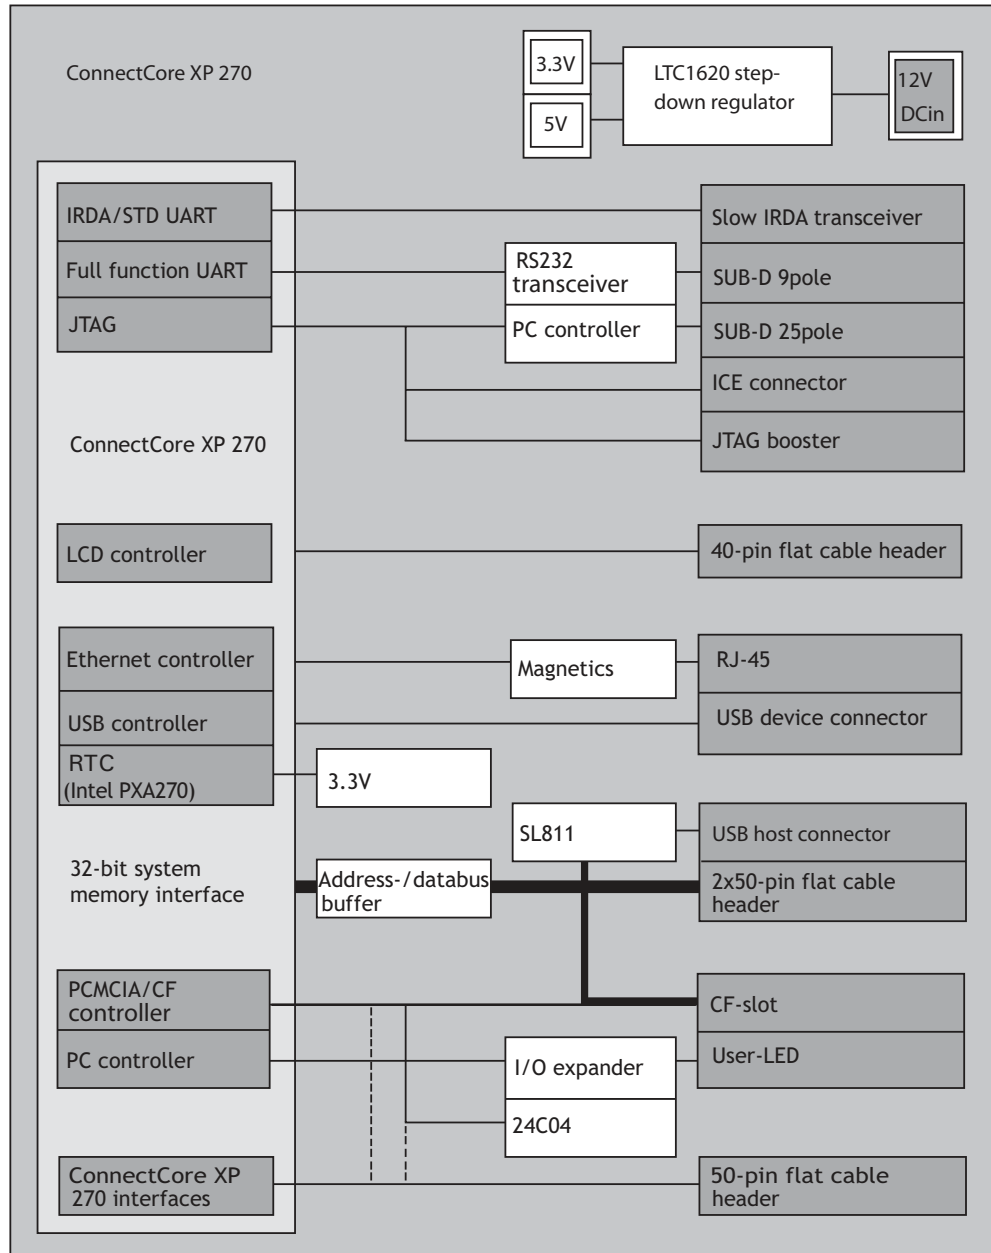 ConnectCore XP 270
3.3V
5V
LTC1620 step-
down regulator
12V
DCin
IRDA/STD UART
Slow IRDA transceiver
Full function UART
RS232
transceiver
SUB-D 9pole
JTAG
PC controller
SUB-D 25pole
ICE connector
JTAG booster
ConnectCore XP 270
LCD controller
40-pin flat cable header
Ethernet controller
Magnetics
RJ-45
USB controller
USB device connector
RTC
(Intel PXA270)
3.3V
SL811
USB host connector
32-bit system
memory interface
Address-/databus
buffer
2x50-pin flat cable
header
PCMCIA/CF
controller
CF-slot
PC controller
I/O expander
User-LED
24C04
ConnectCore XP
270 interfaces
50-pin flat cable
header